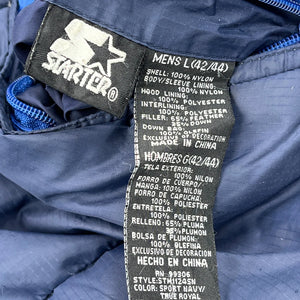 STARTER®
MENS L(42/44)
SHELL: 100% NYLON
BODY/SLEEVE LINING:
100% NYLON
HOOD LINING:
100% POLYESTER
INTERLINING:
100% POLYESTER
FILLER: 65% FEATHER
35% DOWN
DOWN BAG:
100% OLEFIN
EXCLUSIVE OF DECORATION
MADE IN CHINA
HOMBRES G(42/44)
TELA EXTERIOR:
100% NILON
FORRO DE CUERPO/
MANGA: 100% NILON
FORRO DE CAPUCHA:
100% POLIESTER
ENTRETELA:
100% POLIESTER
RELLENO: 65% PLUMA
35% PLUMON
BOLSA DE PLUMON:
100% OLEFINA
EXCLUSIVO DE DECORACION
HECHO EN CHINA
RN 99306
STYLE:STM1124SN
COLOR: SPORT NAVY/
TRUE ROYAL